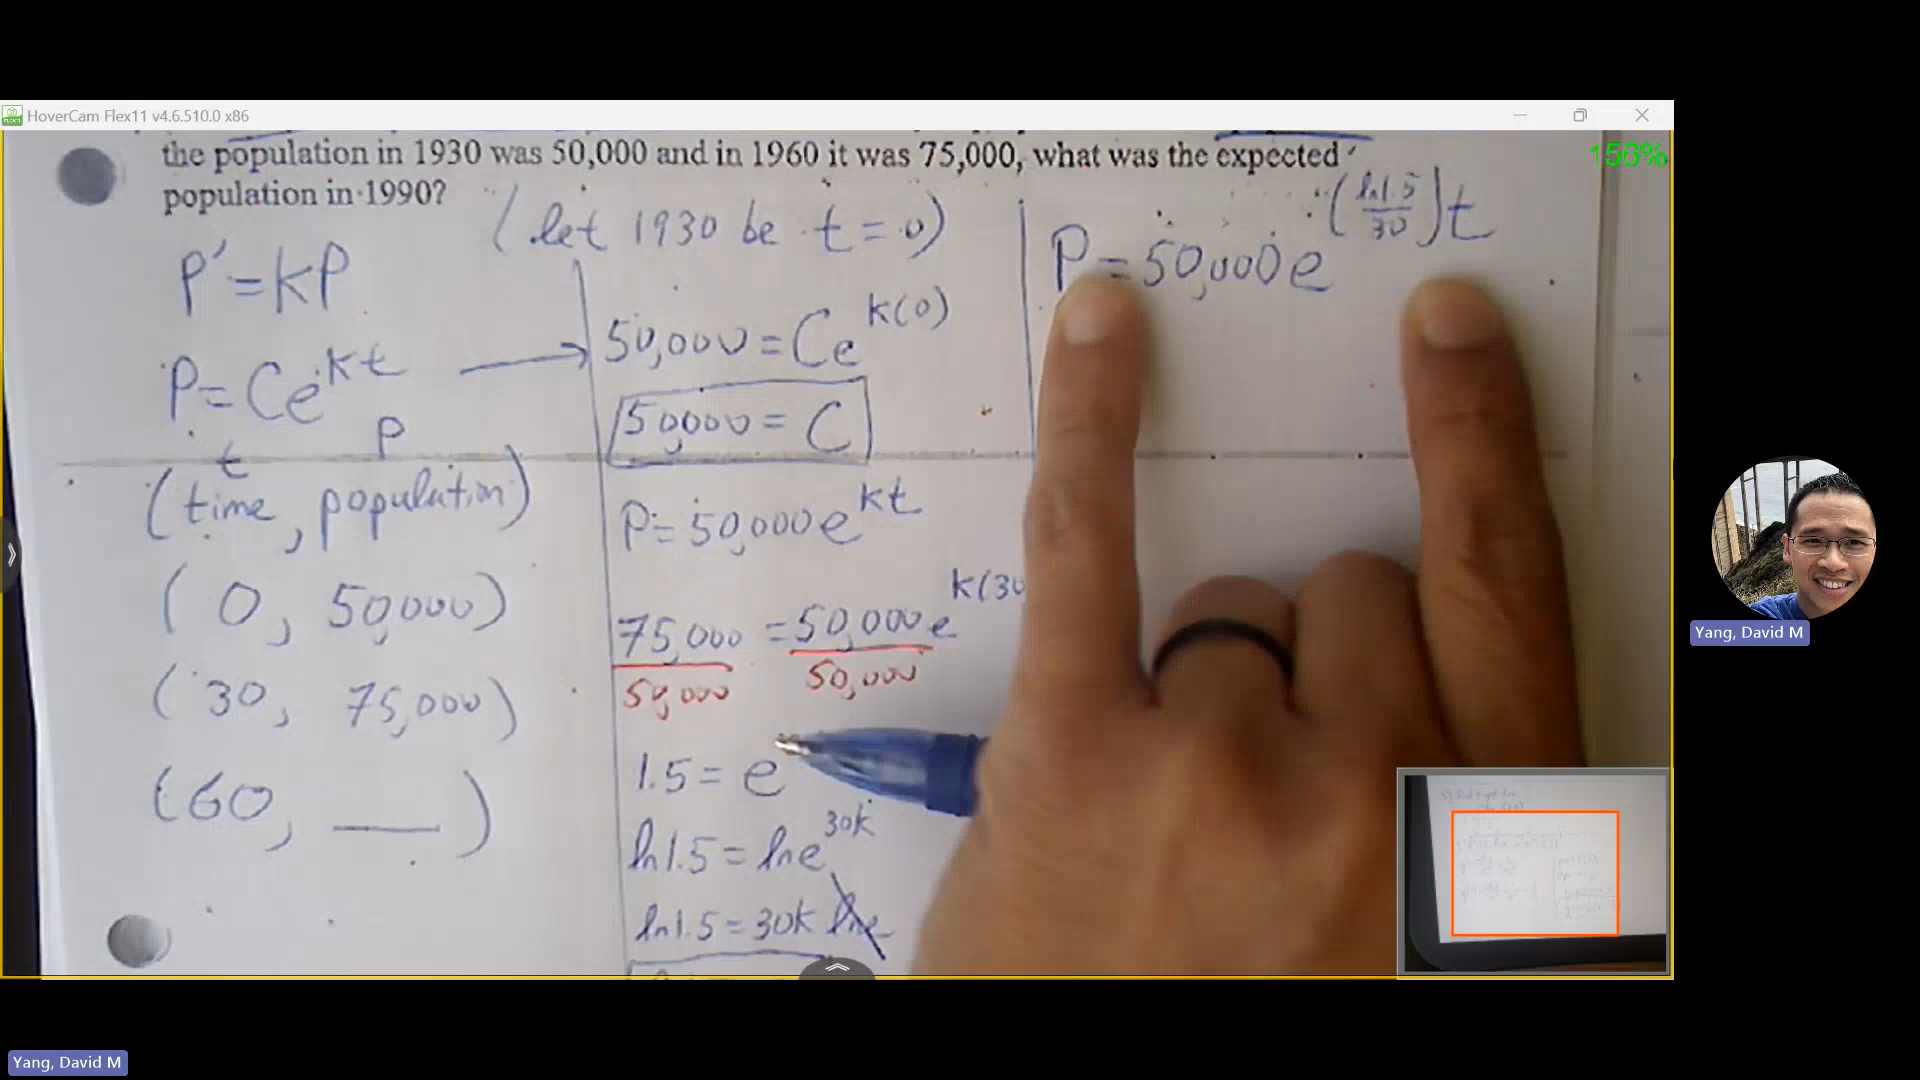 HoverCam Flex11 v4.6.510.0 x86
156%
the population in 1930 was 50,000 and in 1960 it was 75,000, what was the expected
population in 1990?
(let 1930 be t = 0)
P' = kP
P = Ce^kt
t P
(time, population)
(0, 50,000)
(30, 75,000)
(60, ___)
50,000 = Ce^k(0)
50,000 = C
P = 50,000e^kt
75,000 = 50,000e^k(30
50,000 50,000
1.5 = e
ln1.5 = lne^30k
ln1.5 = 30k lne
P = 50,000e^(ln1.5/30)t
Yang, David M
Yang, David M